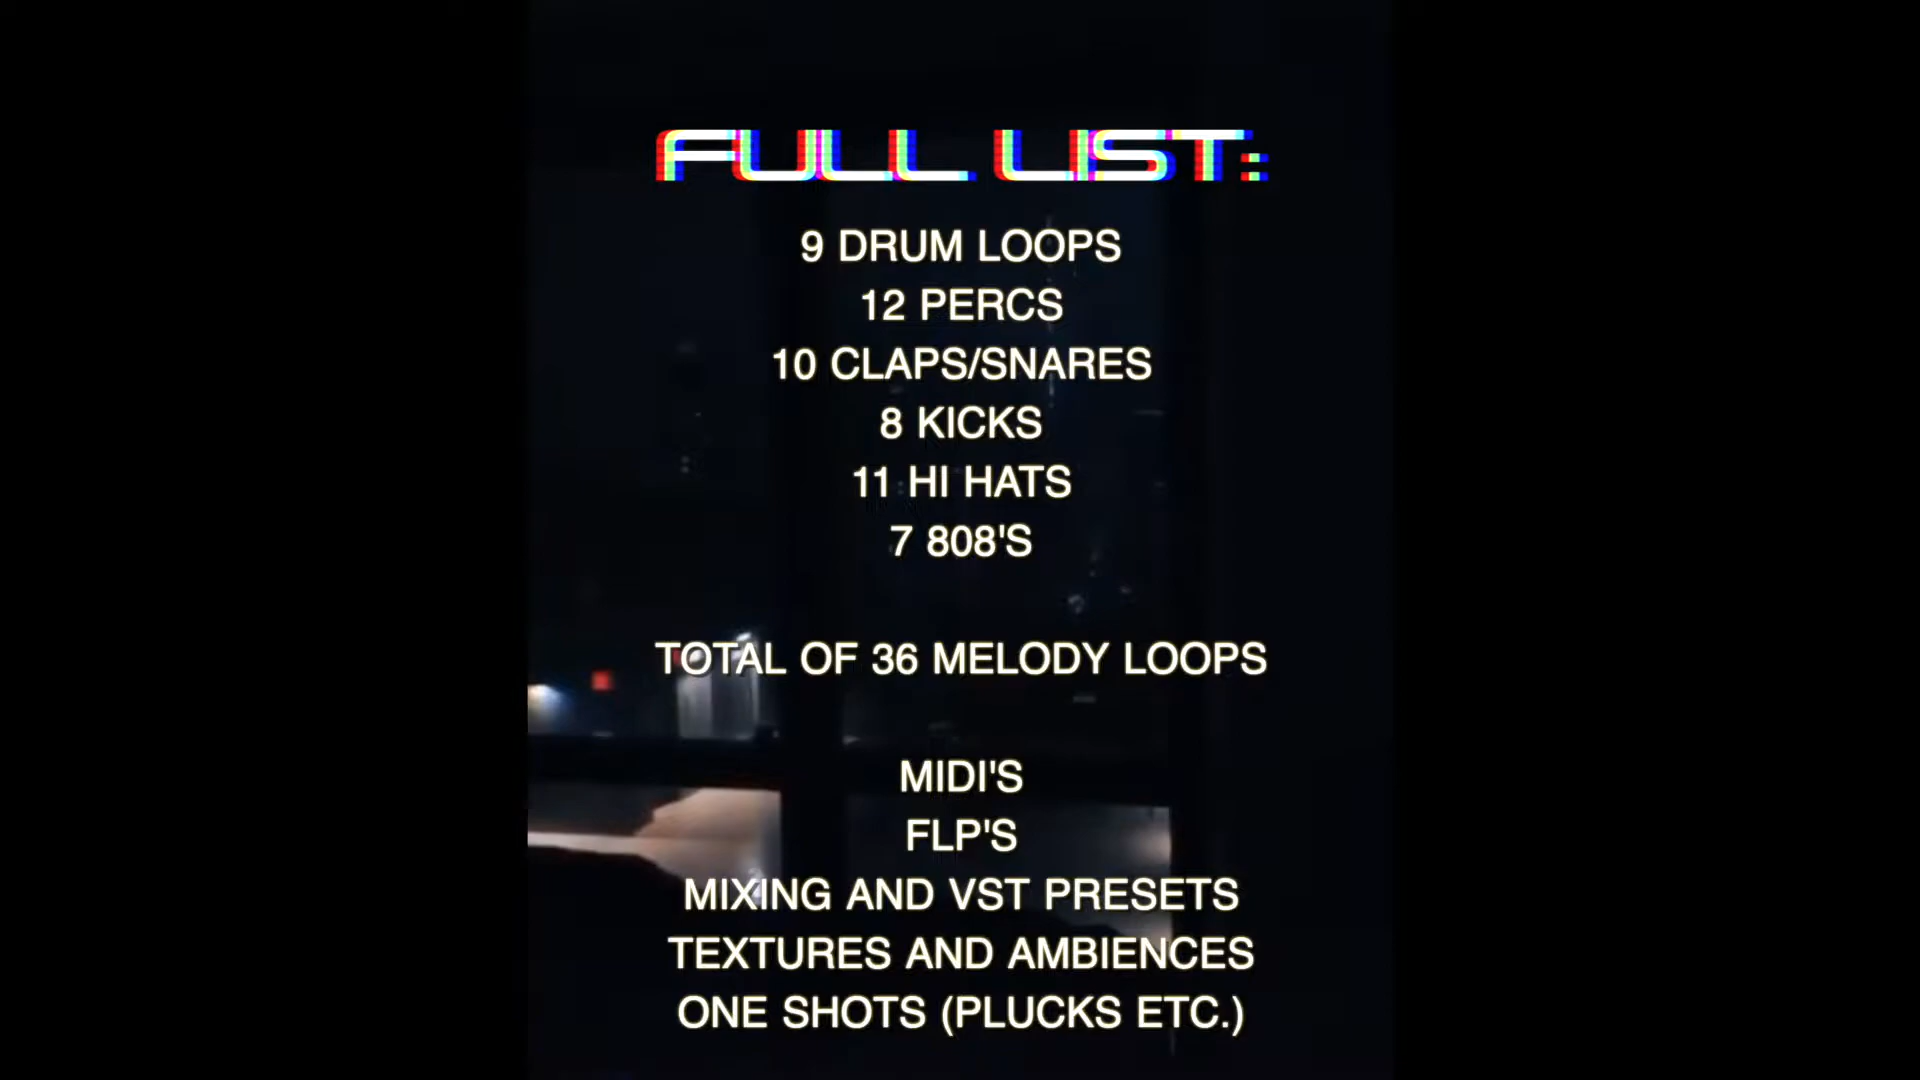 FULL LIST:
9 DRUM LOOPS
12 PERCS
10 CLAPS/SNARES
8 KICKS
11 HI HATS
7 808'S
TOTAL OF 36 MELODY LOOPS
MIDI'S
FLP'S
MIXING AND VST PRESETS
TEXTURES AND AMBIENCES
ONE SHOTS (PLUCKS ETC.)